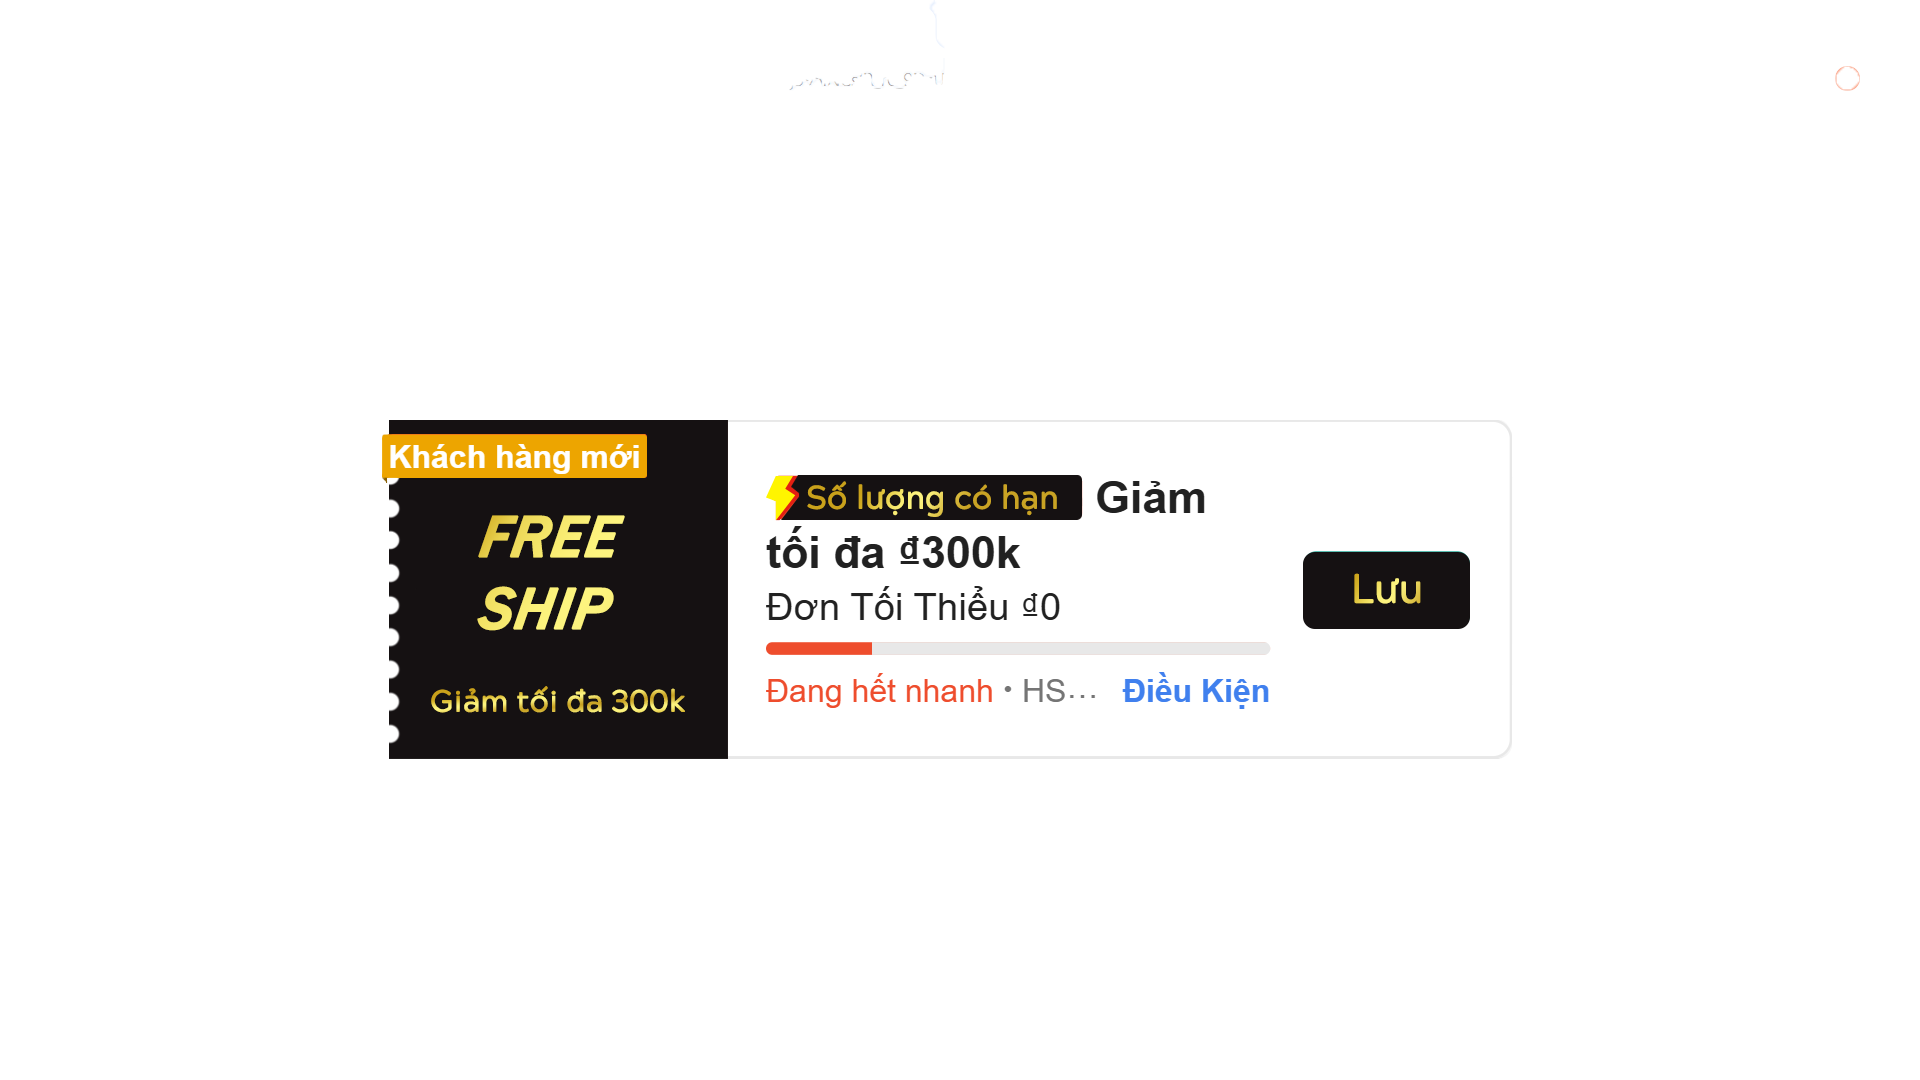 Khách hàng mới
FREE
SHIP
Giảm tối đa 300k
Số lượng có hạn Giảm
tối đa ₫300k
Đơn Tối Thiểu ₫0
Đang hết nhanh • HS... Điều Kiện
Lưu